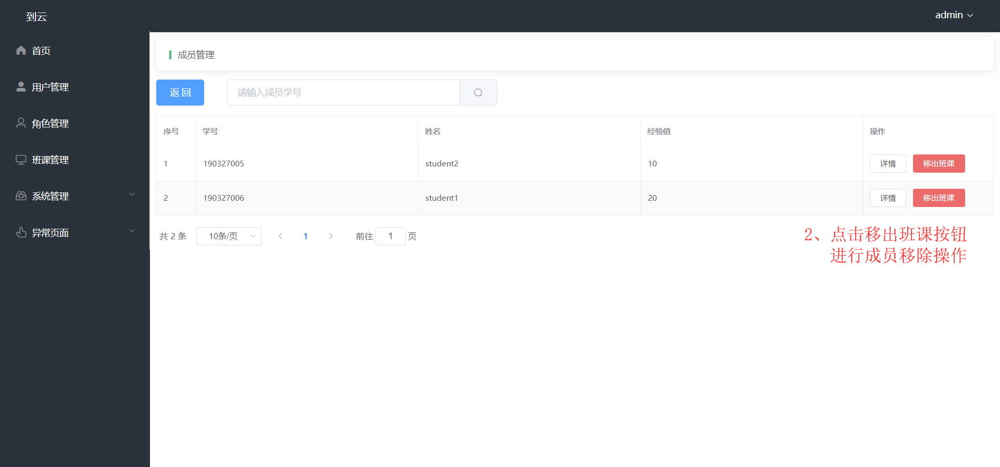 到云
admin
首页
用户管理
角色管理
班课管理
系统管理
异常页面
成员管理
返回
请输入成员学号
序号 学号 姓名 经验值 操作
1 190327005 student2 10 详情 移出班课
2 190327006 student1 20 详情 移出班课
共 2 条 10条/页 1 前往 1 页
2、点击移出班课按钮
进行成员移除操作